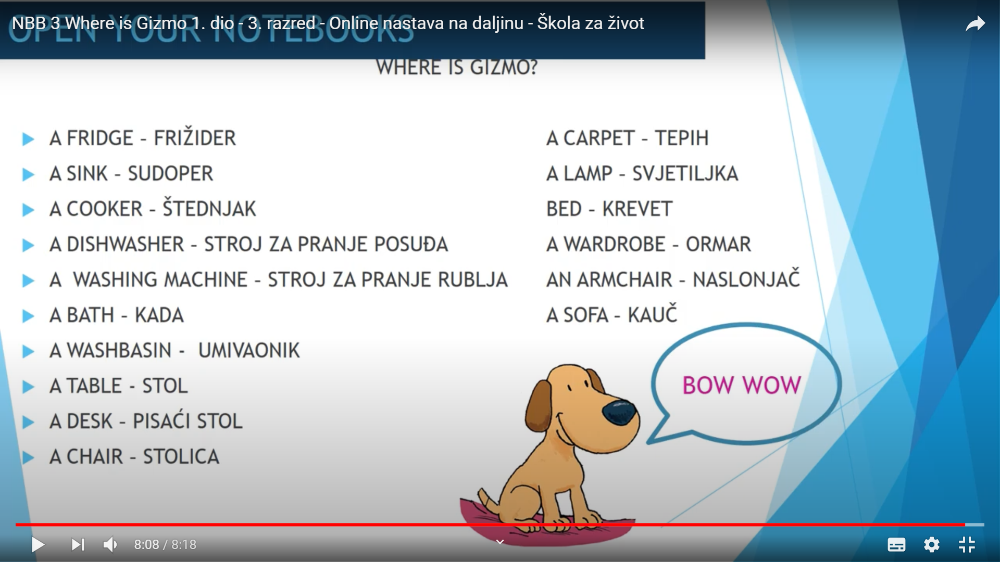 NBB 3 Where is Gizmo 1. dio - 3. razred - Online nastava na daljinu - Škola za život
OPEN YOUR NOTEBOOKS
WHERE IS GIZMO?
A FRIDGE – FRIŽIDER
A SINK – SUDOPER
A COOKER – ŠTEDNJAK
A DISHWASHER – STROJ ZA PRANJE POSUĐA
A WASHING MACHINE – STROJ ZA PRANJE RUBLJA
A BATH – KADA
A WASHBASIN - UMIVAONIK
A TABLE - STOL
A DESK – PISAĆI STOL
A CHAIR – STOLICA
A CARPET – TEPIH
A LAMP – SVJETILJKA
BED – KREVET
A WARDROBE – ORMAR
AN ARMCHAIR – NASLONJAČ
A SOFA – KAUČ
BOW WOW
8:08 / 8:18